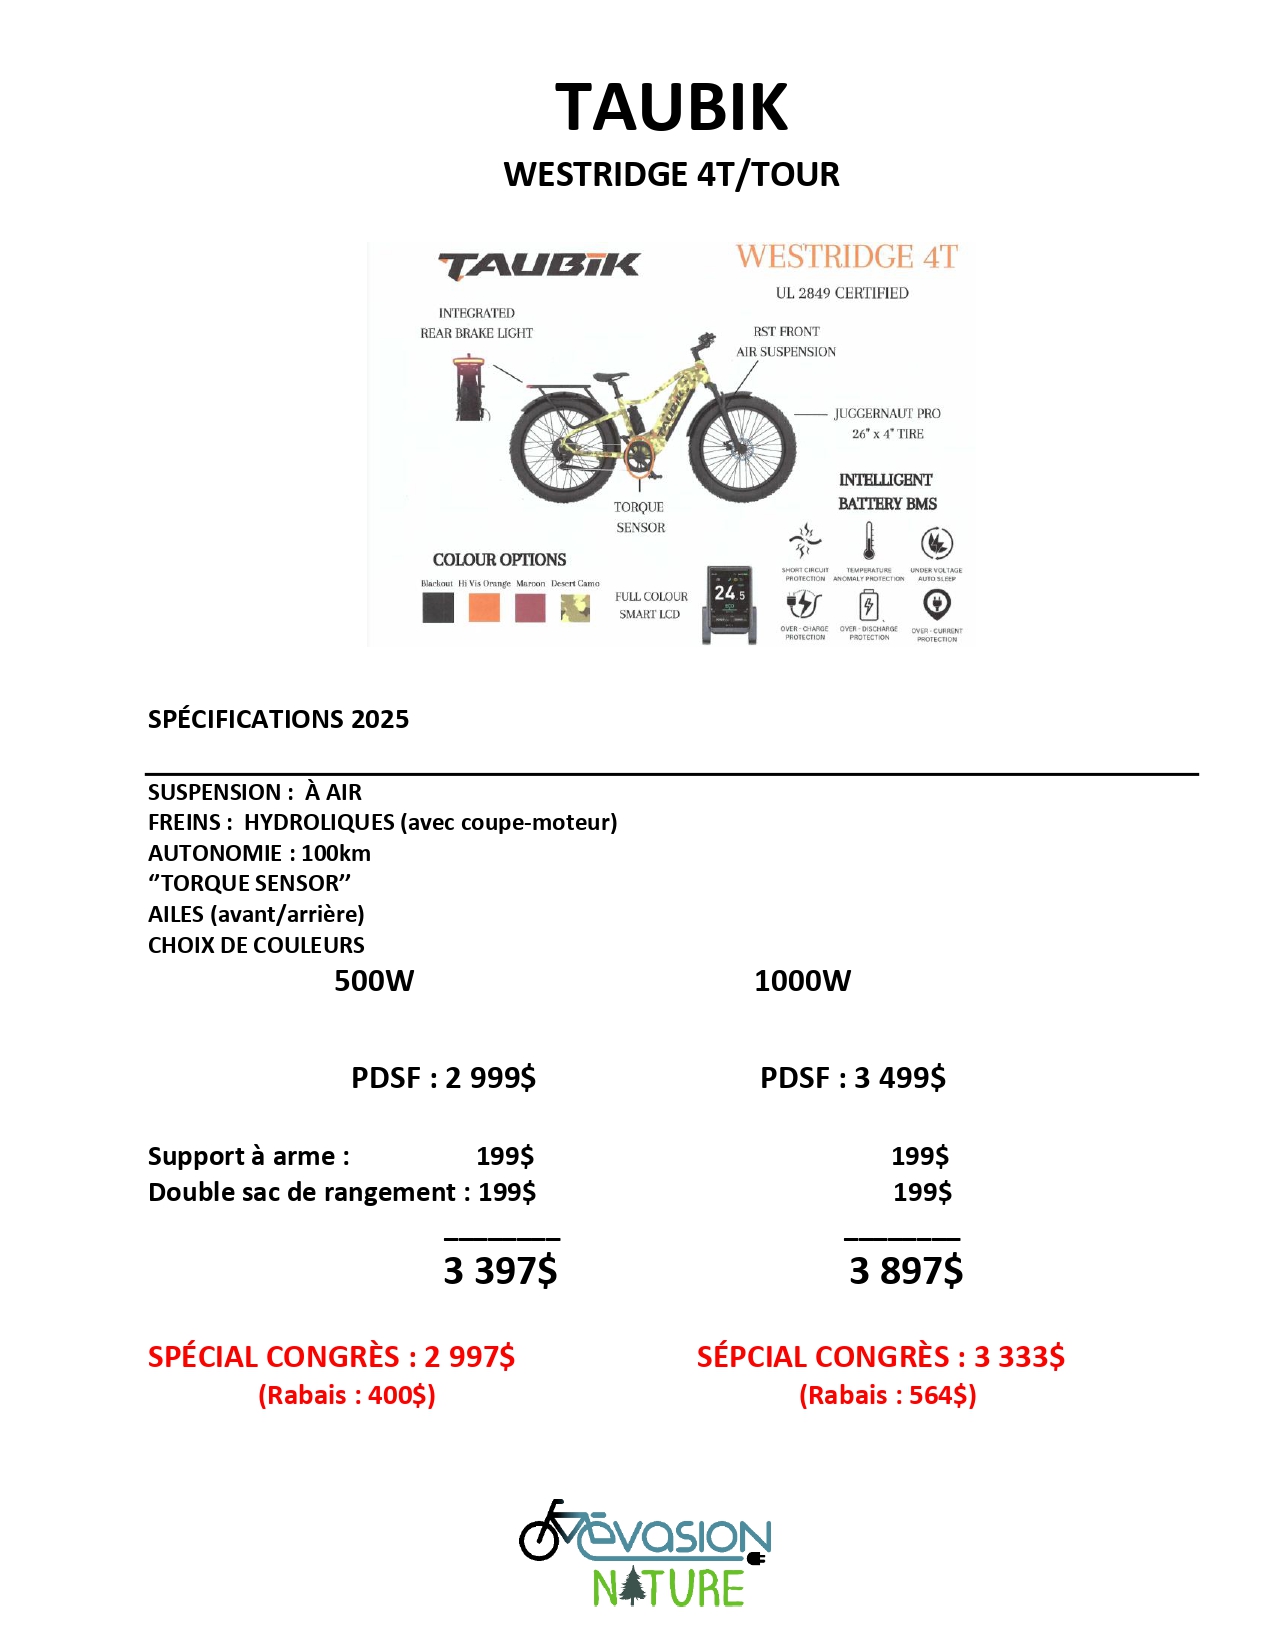 TAUBIK
WESTRIDGE 4T/TOUR
TAUBIK
WESTRIDGE 4T
UL 2849 CERTIFIED
INTEGRATED
REAR BRAKE LIGHT
RST FRONT
AIR SUSPENSION
JUGGERNAUT PRO
26" x 4" TIRE
TAUBIK
TORQUE
SENSOR
INTELLIGENT
BATTERY BMS
SHORT CIRCUIT
PROTECTION
TEMPERATURE
ANOMALY PROTECTION
UNDER VOLTAGE
AUTO SLEEP
OVER - CHARGE
PROTECTION
OVER - DISCHARGE
PROTECTION
OVER - CURRENT
PROTECTION
COLOUR OPTIONS
Blackout Hi Vis Orange Maroon Desert Camo
FULL COLOUR
SMART LCD
24.5
ECO
SPÉCIFICATIONS 2025
SUSPENSION : À AIR
FREINS : HYDROLIQUES (avec coupe-moteur)
AUTONOMIE : 100km
‘’TORQUE SENSOR’’
AILES (avant/arrière)
CHOIX DE COULEURS
500W 1000W
PDSF : 2 999$ PDSF : 3 499$
Support à arme : 199$ 199$
Double sac de rangement : 199$ 199$
________ ________
3 397$ 3 897$
SPÉCIAL CONGRÈS : 2 997$ SÉPCIAL CONGRÈS : 3 333$
(Rabais : 400$) (Rabais : 564$)
évasion
NATURE